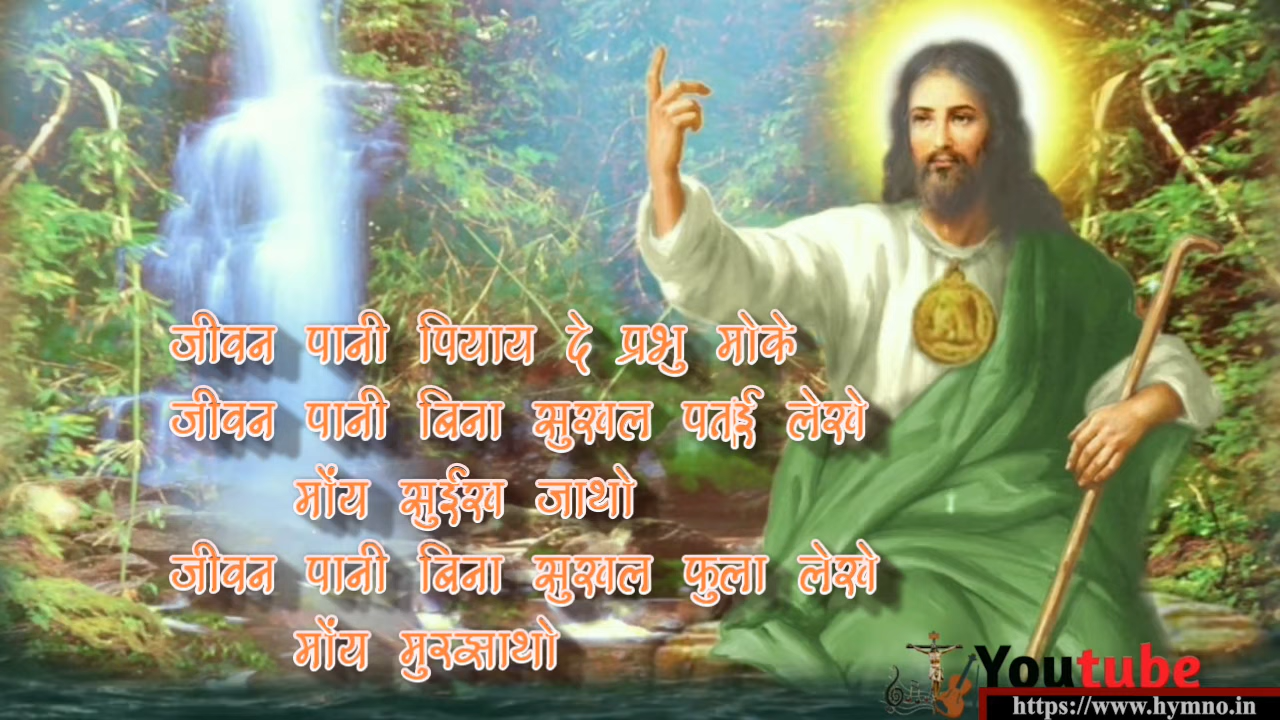 जीवन पानी पियाय दे प्रभु मोके
जीवन पानी बिना सुखल पतई लेखे
मोंय सुईख जाथो
जीवन पानी बिना सुखल फुला लेखे
मोंय मुरझाथो
Youtube
https://www.hymno.in